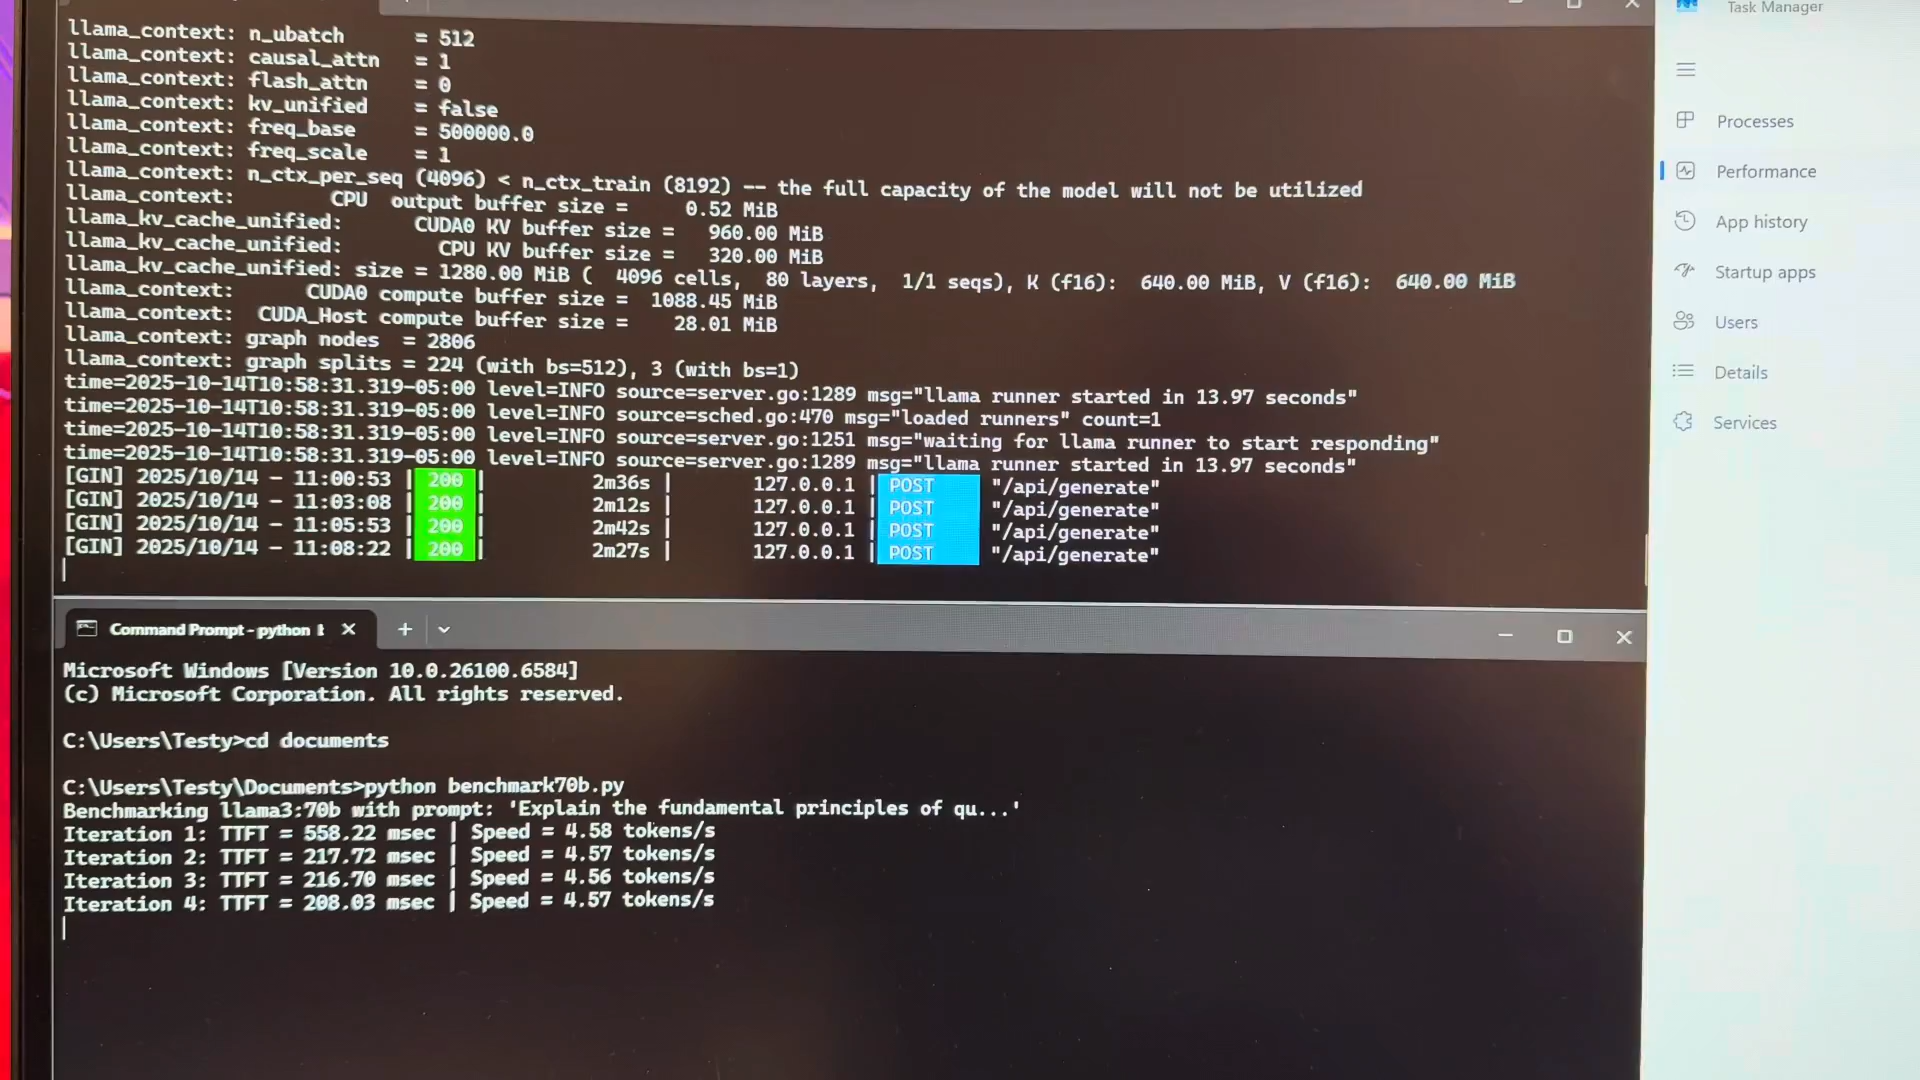 llama_context: n_ubatch      = 512
llama_context: causal_attn   = 1
llama_context: flash_attn    = 0
llama_context: kv_unified    = false
llama_context: freq_base     = 500000.0
llama_context: freq_scale    = 1
llama_context: n_ctx_per_seq (4096) < n_ctx_train (8192) -- the full capacity of the model will not be utilized
llama_context:        CPU  output buffer size =     0.52 MiB
llama_kv_cache_unified:      CUDA0 KV buffer size =   960.00 MiB
llama_kv_cache_unified:        CPU KV buffer size =   320.00 MiB
llama_kv_cache_unified: size = 1280.00 MiB (  4096 cells,  80 layers,  1/1 seqs), K (f16):  640.00 MiB, V (f16):  640.00 MiB
llama_context:      CUDA0 compute buffer size =  1088.45 MiB
llama_context:  CUDA_Host compute buffer size =    28.01 MiB
llama_context: graph nodes  = 2806
llama_context: graph splits = 224 (with bs=512), 3 (with bs=1)
time=2025-10-14T10:58:31.319-05:00 level=INFO source=server.go:1289 msg="llama runner started in 13.97 seconds"
time=2025-10-14T10:58:31.319-05:00 level=INFO source=sched.go:470 msg="loaded runners" count=1
time=2025-10-14T10:58:31.319-05:00 level=INFO source=server.go:1251 msg="waiting for llama runner to start responding"
time=2025-10-14T10:58:31.319-05:00 level=INFO source=server.go:1289 msg="llama runner started in 13.97 seconds"
[GIN] 2025/10/14 - 11:00:53 | 200 |         2m36s |       127.0.0.1 | POST     "/api/generate"
[GIN] 2025/10/14 - 11:03:08 | 200 |         2m12s |       127.0.0.1 | POST     "/api/generate"
[GIN] 2025/10/14 - 11:05:53 | 200 |         2m42s |       127.0.0.1 | POST     "/api/generate"
[GIN] 2025/10/14 - 11:08:22 | 200 |         2m27s |       127.0.0.1 | POST     "/api/generate"
Command Prompt - python
Microsoft Windows [Version 10.0.26100.6584]
(c) Microsoft Corporation. All rights reserved.
C:\Users\Testy>cd documents
C:\Users\Testy\Documents>python benchmark70b.py
Benchmarking llama3:70b with prompt: 'Explain the fundamental principles of qu...'
Iteration 1: TTFT = 558.22 msec | Speed = 4.58 tokens/s
Iteration 2: TTFT = 217.72 msec | Speed = 4.57 tokens/s
Iteration 3: TTFT = 216.70 msec | Speed = 4.56 tokens/s
Iteration 4: TTFT = 208.03 msec | Speed = 4.57 tokens/s
Task Manager
Processes
Performance
App history
Startup apps
Users
Details
Services